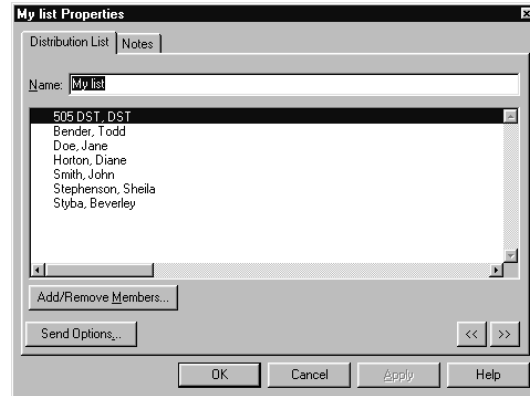 My list Properties
Distribution List Notes
Name: My list
505 DST, DST
Bender, Todd
Doe, Jane
Horton, Diane
Smith, John
Stephenson, Sheila
Styba, Beverley
Add/Remove Members...
Send Options... << >>
OK Cancel Apply Help